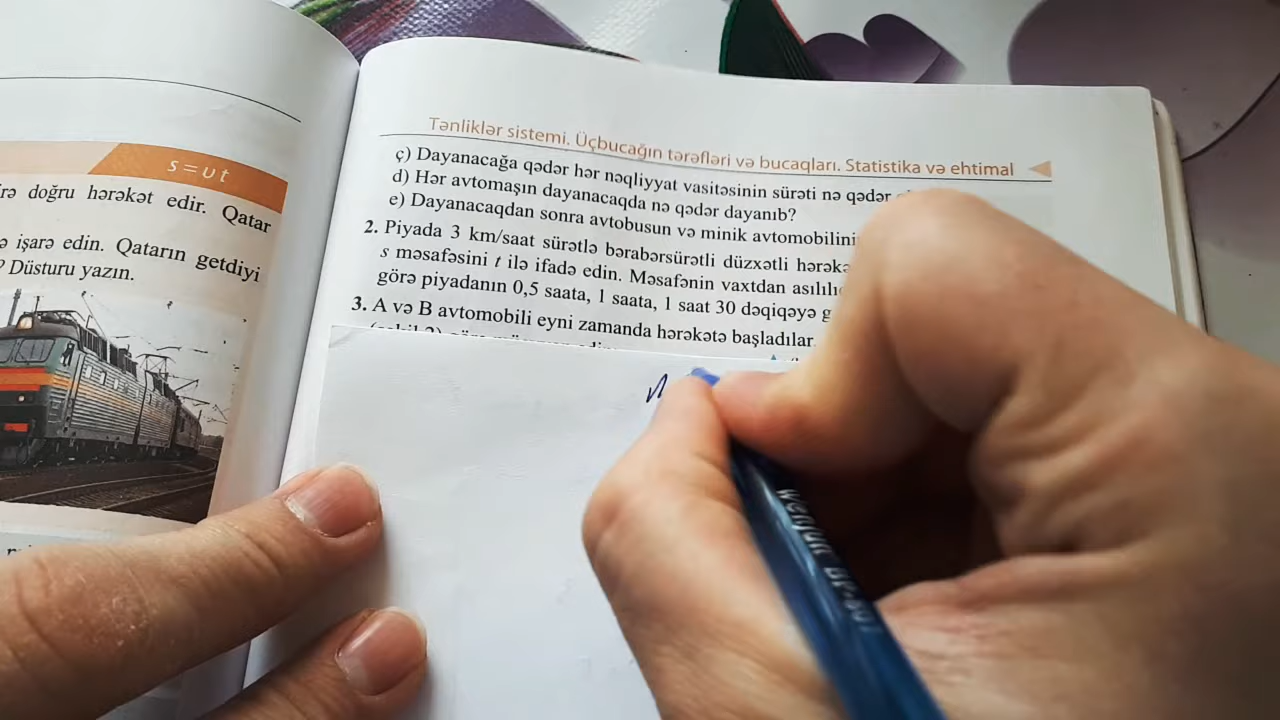 s = υ t
rə doğru hərəkət edir. Qatar
ə işarə edin. Qatarın getdiyi
? Düsturu yazın.
Tənliklər sistemi. Üçbucağın tərəfləri və bucaqları. Statistika və ehtimal
ç) Dayanacağa qədər hər nəqliyyat vasitəsinin sürəti nə qədər
d) Hər avtomaşın dayanacaqda nə qədər dayanıb?
e) Dayanacaqdan sonra avtobusun və minik avtomobilini
2. Piyada 3 km/saat sürətlə bərabərsürətli düzxətli hərəkə
s məsafəsini t ilə ifadə edin. Məsafənin vaxtdan asılılı
görə piyadanın 0,5 saata, 1 saata, 1 saat 30 dəqiqəyə g
3. A və B avtomobili eyni zamanda hərəkətə başladılar